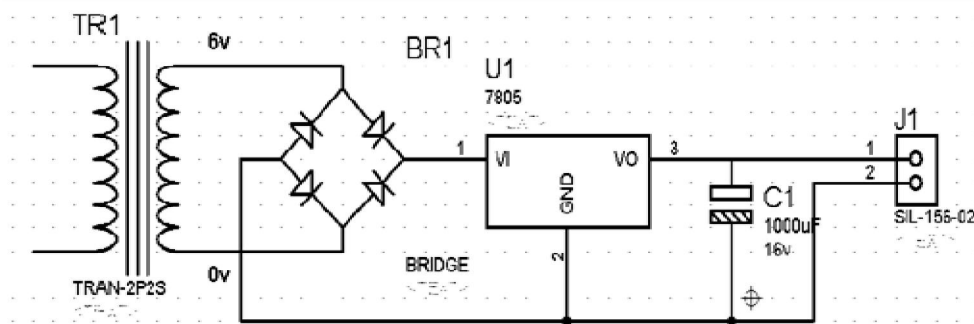 TR1
6v
BR1
U1
7805
<TEXT>
J1
1
VI
VO
3
1
2
GND
C1
1000uF
16v
SIL-156-02
2
BRIDGE
0v
TRAN-2P2S